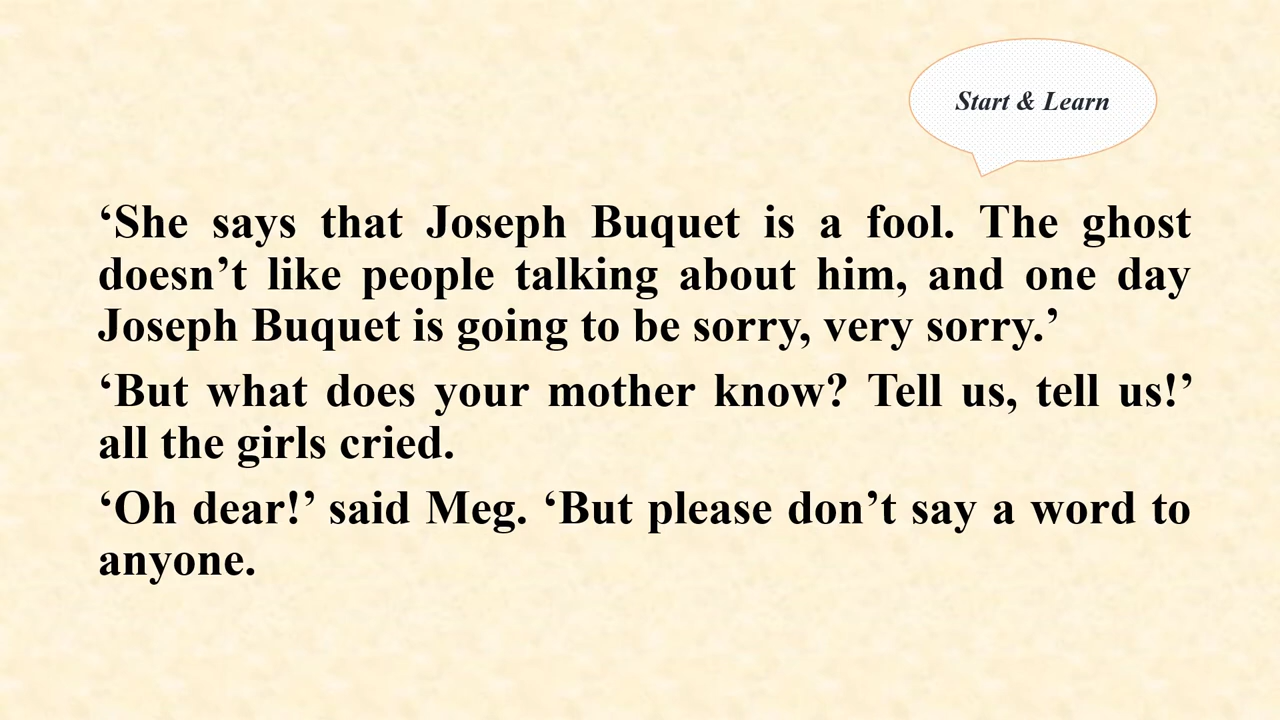 Start & Learn
‘She says that Joseph Buquet is a fool. The ghost
doesn’t like people talking about him, and one day
Joseph Buquet is going to be sorry, very sorry.’
‘But what does your mother know? Tell us, tell us!’
all the girls cried.
‘Oh dear!’ said Meg. ‘But please don’t say a word to
anyone.